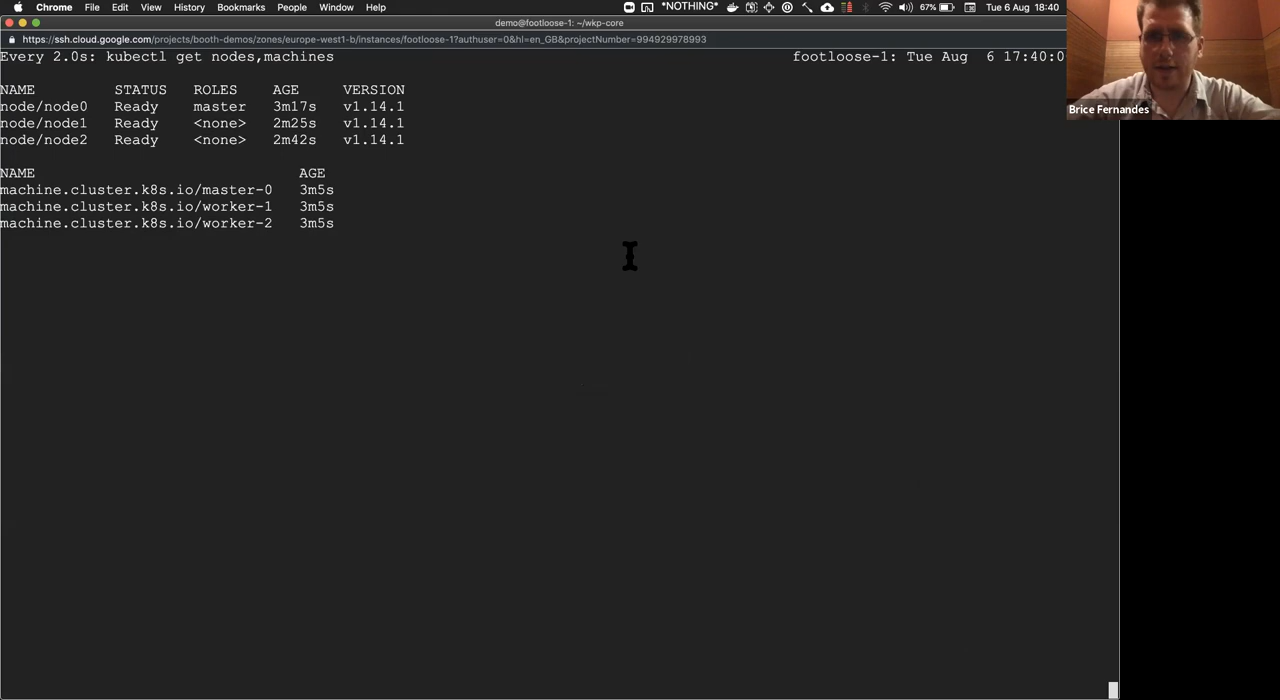 Chrome File Edit View History Bookmarks People Window Help *NOTHING* 67% Tue 6 Aug 18:40
demo@footloose-1: ~/wkp-core
https://ssh.cloud.google.com/projects/booth-demos/zones/europe-west1-b/instances/footloose-1?authuser=0&hl=en_GB&projectNumber=994929978993
Every 2.0s: kubectl get nodes,machines footloose-1: Tue Aug 6 17:40:0
Brice Fernandes
NAME STATUS ROLES AGE VERSION
node/node0 Ready master 3m17s v1.14.1
node/node1 Ready <none> 2m25s v1.14.1
node/node2 Ready <none> 2m42s v1.14.1
NAME AGE
machine.cluster.k8s.io/master-0 3m5s
machine.cluster.k8s.io/worker-1 3m5s
machine.cluster.k8s.io/worker-2 3m5s